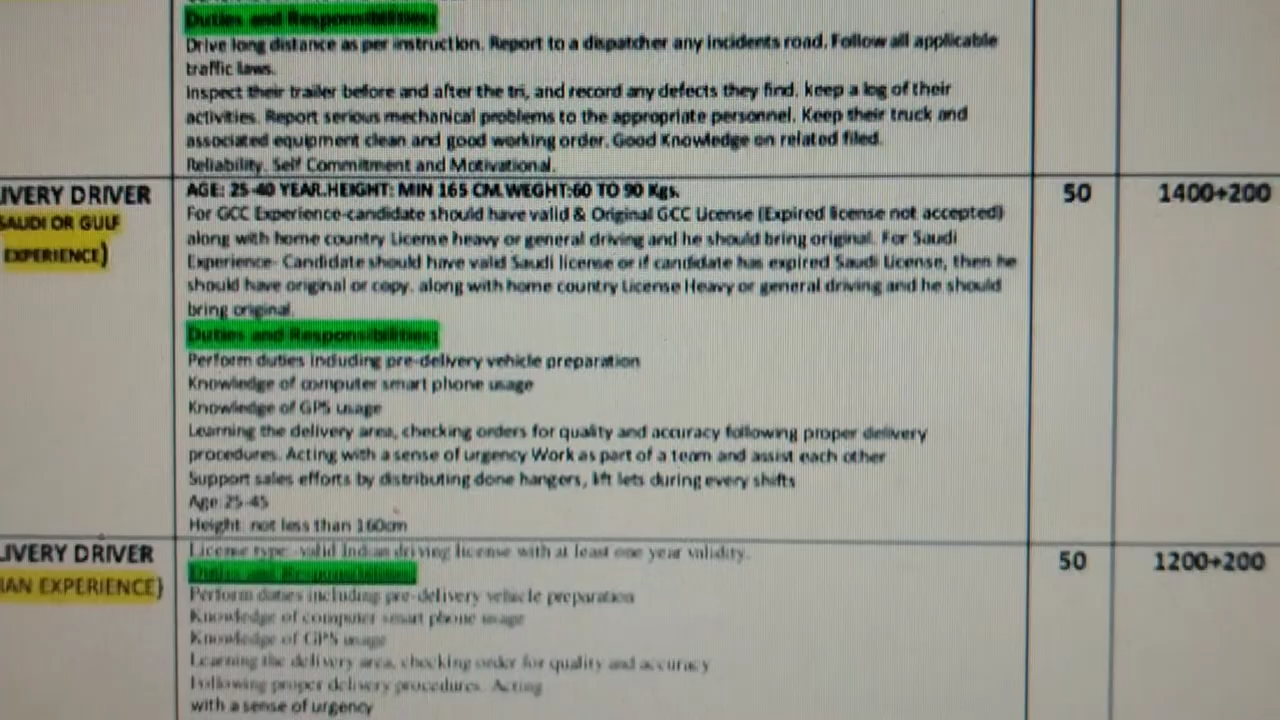 Duties and Responsibilities:
Drive long distance as per instruction. Report to a dispatcher any incidents road. Follow all applicable
traffic laws.
Inspect their trailer before and after the tri, and record any defects they find, keep a log of their
activities. Report serious mechanical problems to the appropriate personnel. Keep their truck and
associated equipment clean and good working order. Good Knowledge on related filed.
Reliability. Self Commitment and Motivational.
IVERY DRIVER
SAUDI OR GULF
EXPERIENCE)
AGE: 25-40 YEAR.HEIGHT: MIN 165 CM.WEGHT:60 TO 90 Kgs.
For GCC Experience-candidate should have valid & Original GCC License (Expired license not accepted)
along with home country License heavy or general driving and he should bring original. For Saudi
Experience- Candidate should have valid Saudi license or if candidate has expired Saudi License, then he
should have original or copy. along with home country License Heavy or general driving and he should
bring original.
50
1400+200
Duties and Responsibilities:
Perform duties including pre-delivery vehicle preparation
Knowledge of computer smart phone usage
Knowledge of GPS usage
Learning the delivery area, checking orders for quality and accuracy following proper delivery
procedures. Acting with a sense of urgency Work as part of a team and assist each other
Support sales efforts by distributing done hangers, lift lets during every shifts
Age:25-45
Height: not less than 160cm
LIVERY DRIVER
IAN EXPERIENCE)
License type: valid Indian driving license with at least one year validity.
50
1200+200
Duties and Responsibilities:
Perform duties including pre-delivery vehicle preparation
Knowledge of computer smart phone usage
Knowledge of GPS usage
Learning the delivery area, checking order for quality and accuracy
Following proper delivery procedures. Acting
with a sense of urgency